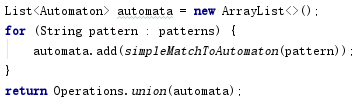 List<Automaton> automata = new ArrayList<>();
for (String pattern : patterns) {
automata.add(simpleMatchToAutomaton(pattern));
}
return Operations.union(automata);